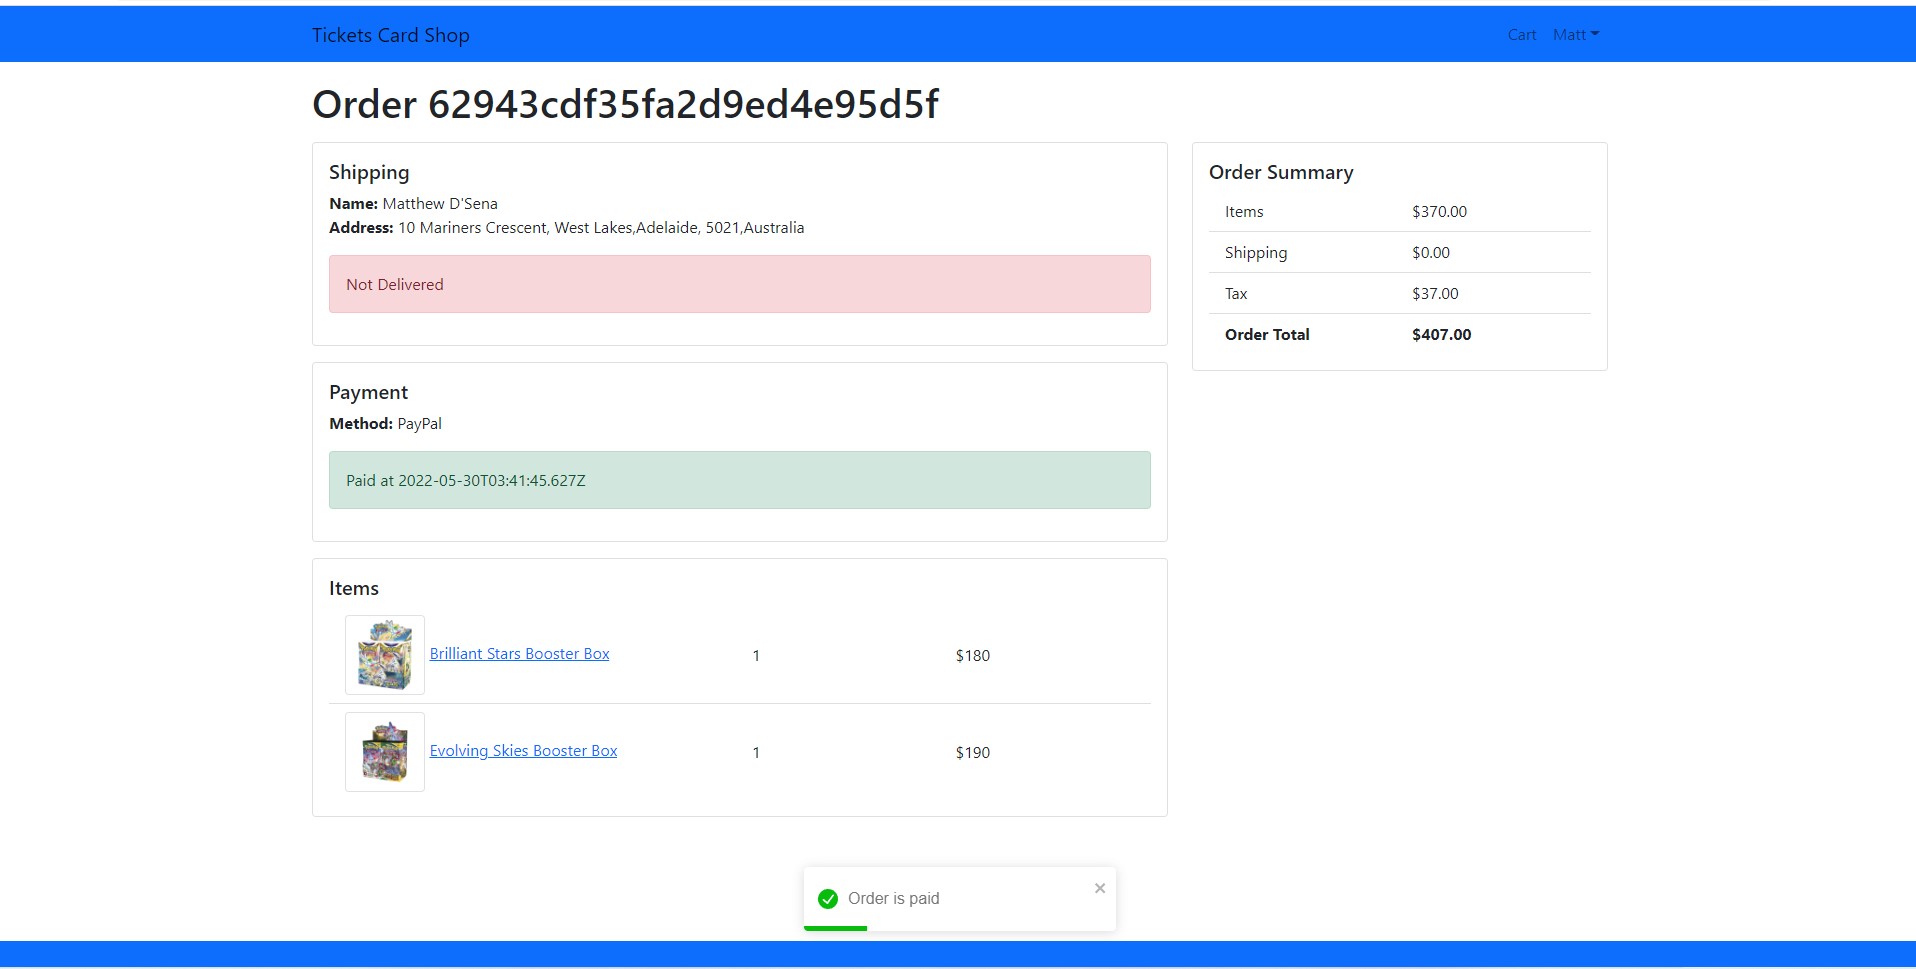 Tickets Card Shop
Cart Matt
Order 62943cdf35fa2d9ed4e95d5f
Shipping
Name: Matthew D'Sena
Address: 10 Mariners Crescent, West Lakes,Adelaide, 5021,Australia
Not Delivered
Payment
Method: PayPal
Paid at 2022-05-30T03:41:45.627Z
Items
Brilliant Stars Booster Box 1 $180
Evolving Skies Booster Box 1 $190
Order Summary
Items $370.00
Shipping $0.00
Tax $37.00
Order Total $407.00
Order is paid